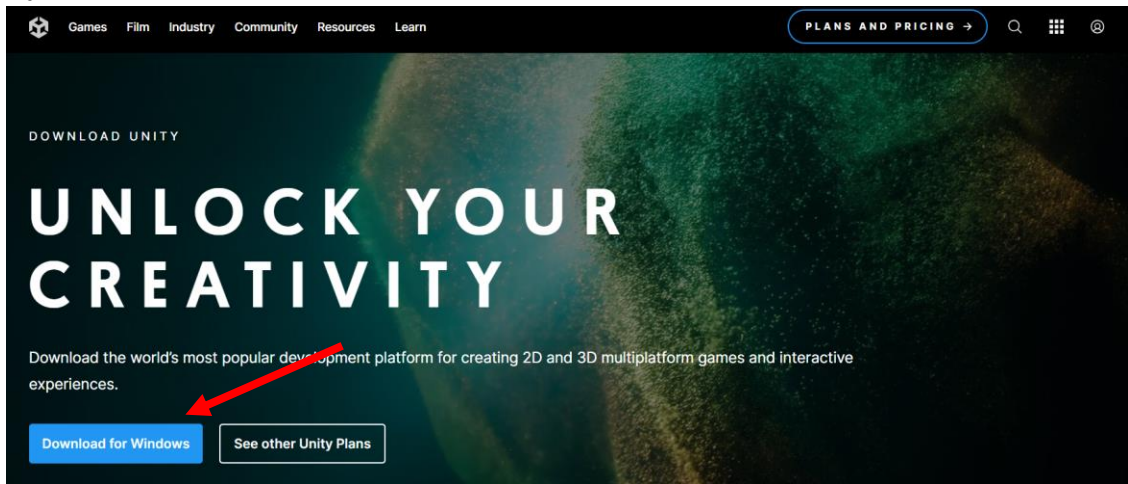 Games Film Industry Community Resources Learn PLANS AND PRICING →
DOWNLOAD UNITY
UNLOCK YOUR
CREATIVITY
Download the world's most popular development platform for creating 2D and 3D multiplatform games and interactive
experiences.
Download for Windows See other Unity Plans